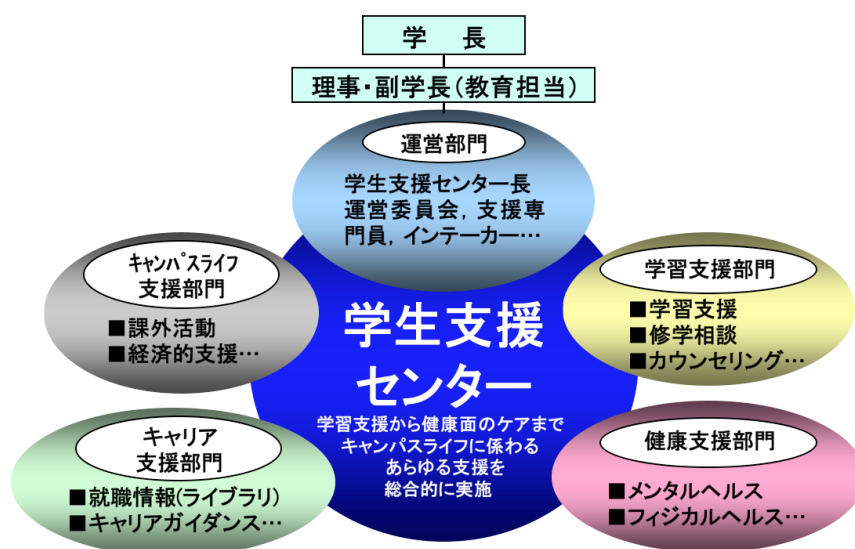 学　長
理事・副学長(教育担当)
運営部門
学生支援センター長
運営委員会，支援専
門員，インテーカー…
キャンパスライフ
支援部門
■課外活動
■経済的支援…
学習支援部門
■学習支援
■修学相談
■カウンセリング…
学生支援
センター
学習支援から健康面のケアまで
キャンパスライフに係わる
あらゆる支援を
総合的に実施
キャリア
支援部門
■就職情報(ライブラリ)
■キャリアガイダンス…
健康支援部門
■メンタルヘルス
■フィジカルヘルス…